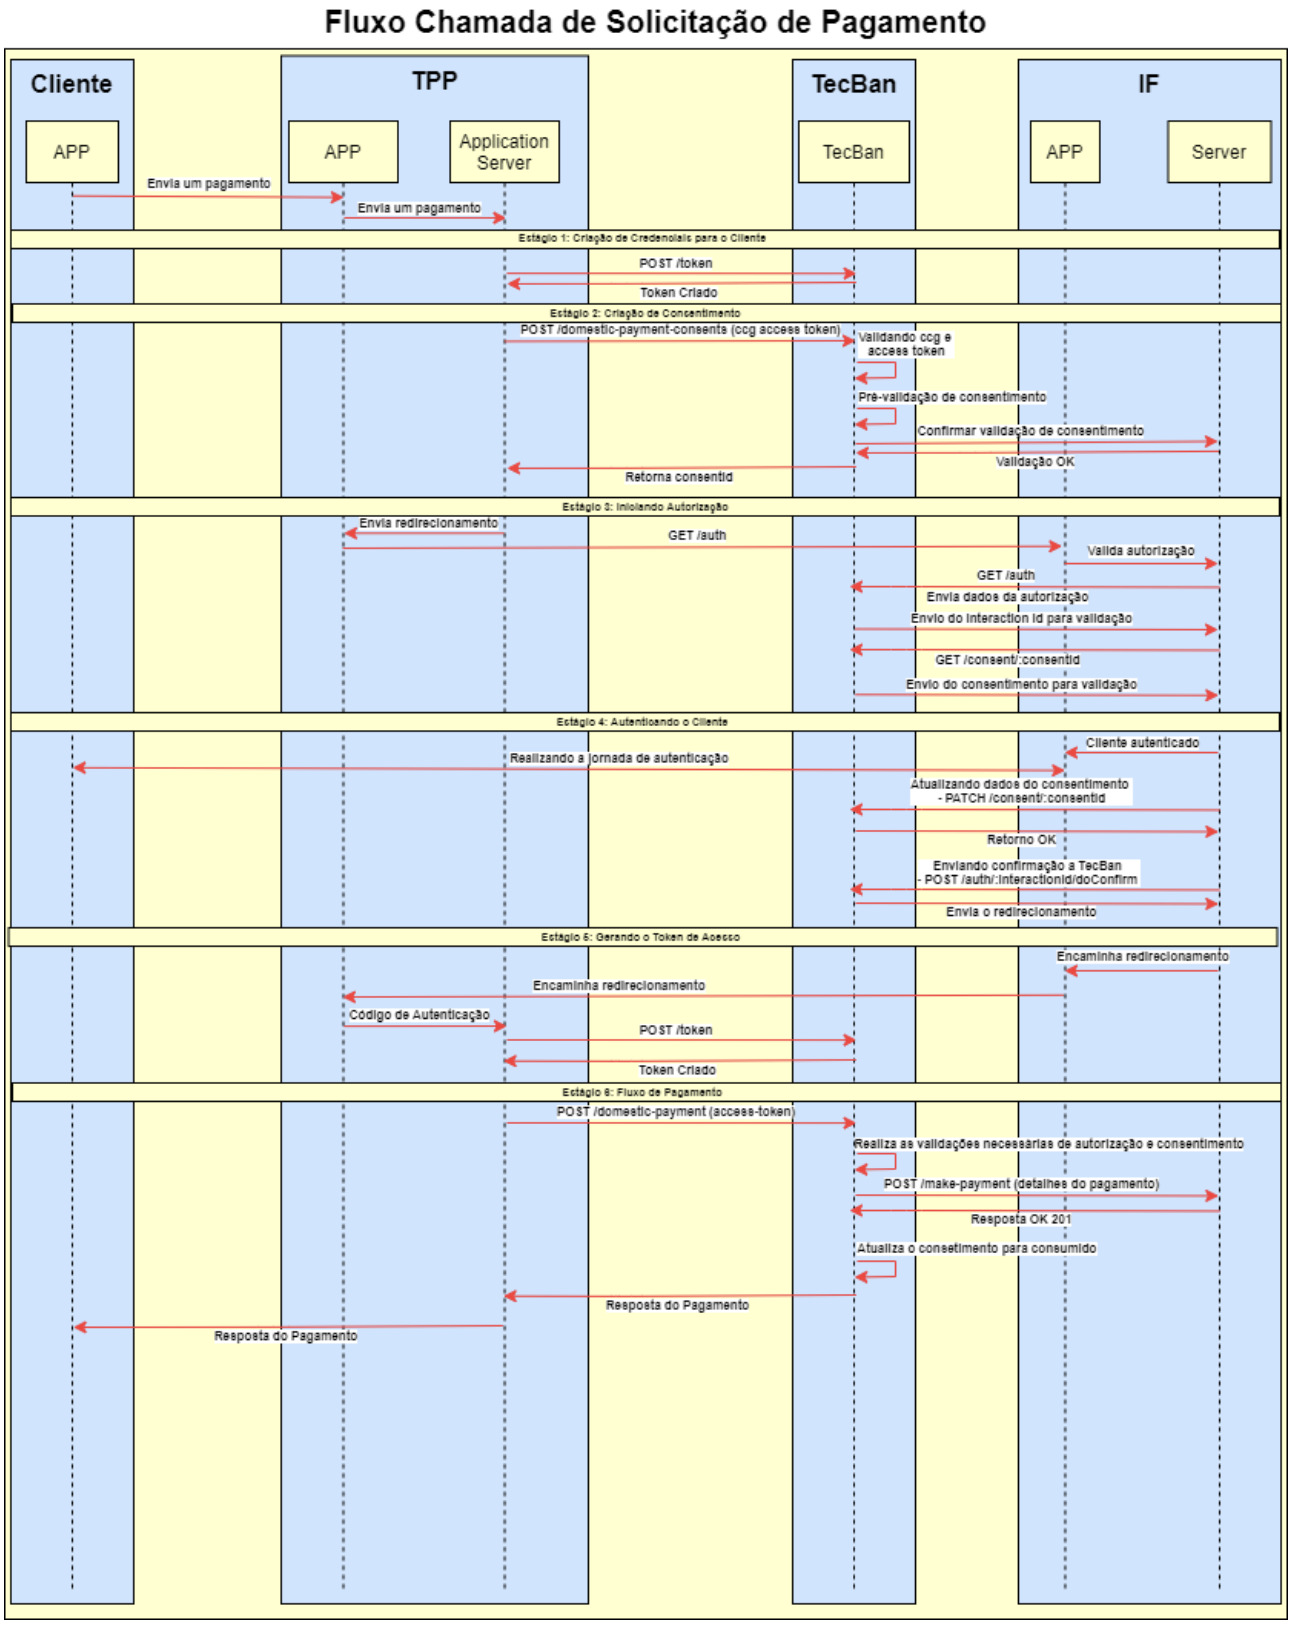 Fluxo Chamada de Solicitação de Pagamento
Cliente
TPP
TecBan
IF
APP
APP
Application
Server
TecBan
APP
Server
Envia um pagamento
Envia um pagamento
Estágio 1: Criação de Credenciais para o Cliente
POST /token
Token Criado
Estágio 2: Criação de Consentimento
POST /domestic-payment-consents (ccg access token)
Validando ccg e
access token
Pré-validação de consentimento
Confirmar validação de consentimento
Validação OK
Retorna consentId
Estágio 3: Iniciando Autorização
Envia redirecionamento
GET /auth
Valida autorização
GET /auth
Envia dados da autorização
Envio do Interaction Id para validação
GET /consent/:consentId
Envio do consentimento para validação
Estágio 4: Autenticando o Cliente
Cliente autenticado
Realizando a jornada de autenticação
Atualizando dados do consentimento
- PATCH /consent/:consentId
Retorno OK
Enviando confirmação a TecBan
- POST /auth/:interactionId/doConfirm
Envia o redirecionamento
Estágio 5: Gerando o Token de Acesso
Encaminha redirecionamento
Encaminha redirecionamento
Código de Autenticação
POST /token
Token Criado
Estágio 6: Fluxo de Pagamento
POST /domestic-payment (access-token)
Realiza as validações necessárias de autorização e consentimento
POST /make-payment (detalhes do pagamento)
Resposta OK 201
Atualiza o consetimento para consumido
Resposta do Pagamento
Resposta do Pagamento